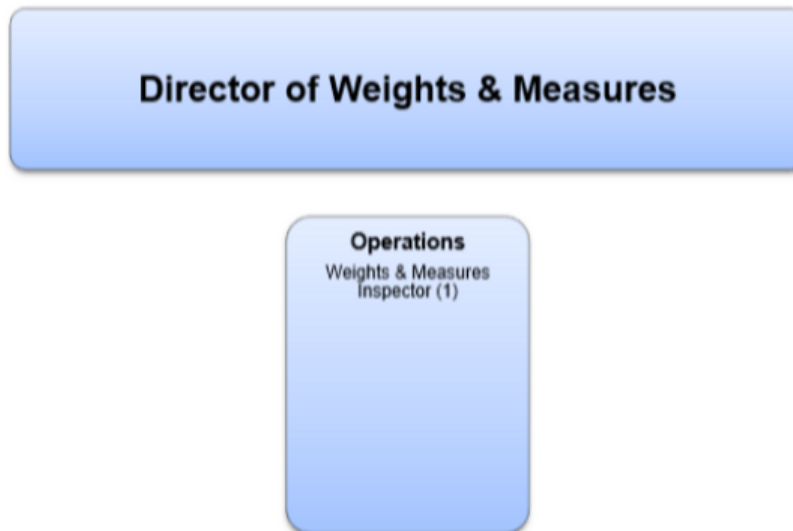 Director of Weights & Measures
Operations
Weights & Measures
Inspector (1)